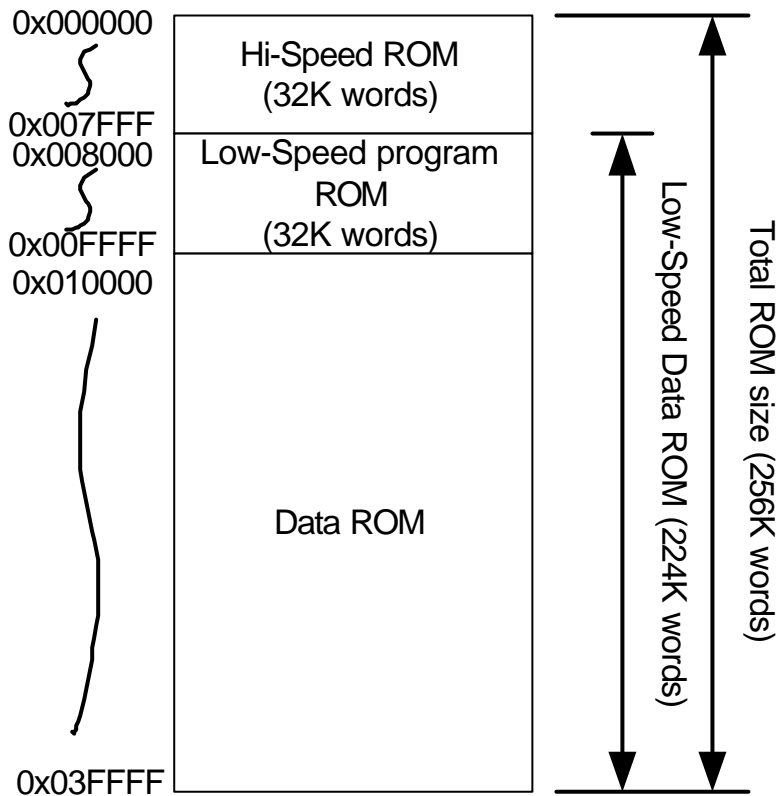 0x000000
0x007FFF
0x008000
0x00FFFF
0x010000
0x03FFFF
Hi-Speed ROM
(32K words)
Low-Speed program
ROM
(32K words)
Data ROM
Low-Speed Data ROM (224K words)
Total ROM size (256K words)